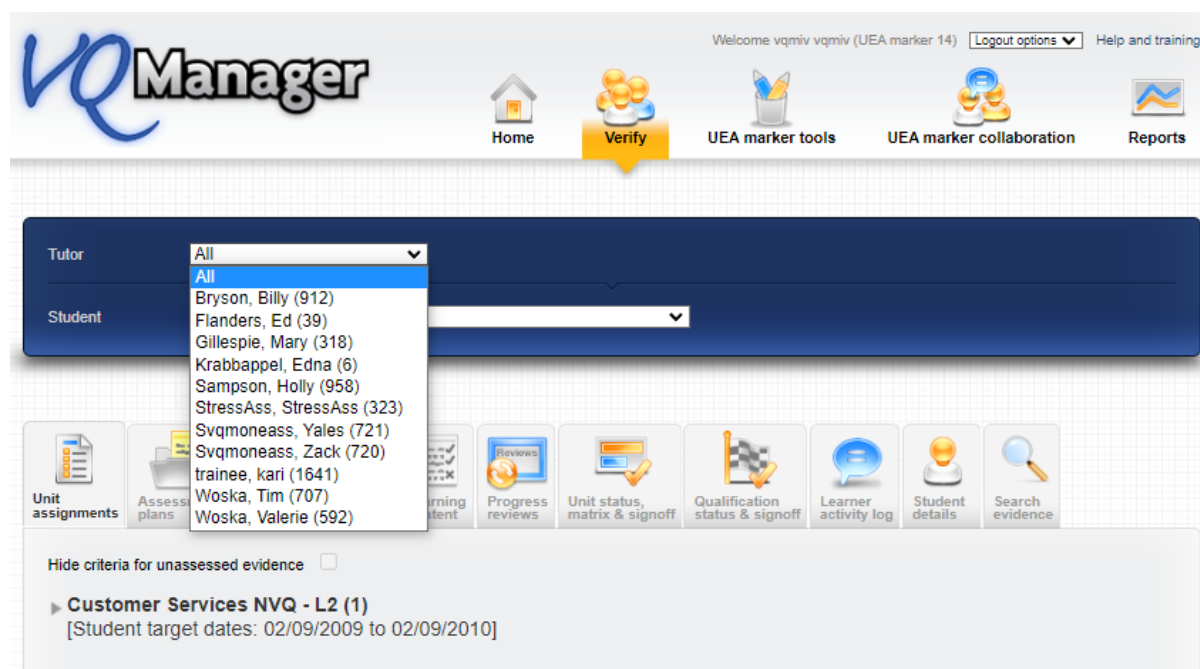 VQManager
Welcome vqmiv vqmiv (UEA marker 14) Logout options Help and training
Home Verify UEA marker tools UEA marker collaboration Reports
Tutor All
All
Bryson, Billy (912)
Flanders, Ed (39)
Student
Gillespie, Mary (318)
Krabbappel, Edna (6)
Sampson, Holly (958)
StressAss, StressAss (323)
Svqmoneass, Yales (721)
Svqmoneass, Zack (720)
trainee, kari (1641)
Woska, Tim (707)
Woska, Valerie (592)
Reviews
Unit
assignments
plans
Progress
reviews
Unit status,
matrix & signoff
Qualification
status & signoff
Learner
activity log
Student
details
Search
evidence
Hide criteria for unassessed evidence
Customer Services NVQ - L2 (1)
[Student target dates: 02/09/2009 to 02/09/2010]